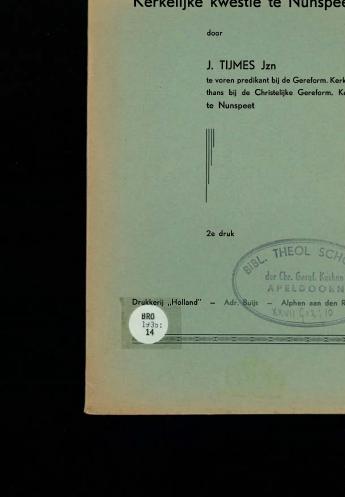 Kerkelijke kwestie te Nunspee
door
J. TIJMES Jzn
te voren predikant bij de Gereform. Kerk
thans bij de Christelijke Gereform. K
te Nunspeet
2e druk
BIBL. THEOL SCH
der Chr. Geref. Kerken
APELDOORN
Drukkerij „Holland" – Adr. Buijs – Alphen aan den R
BRO
14